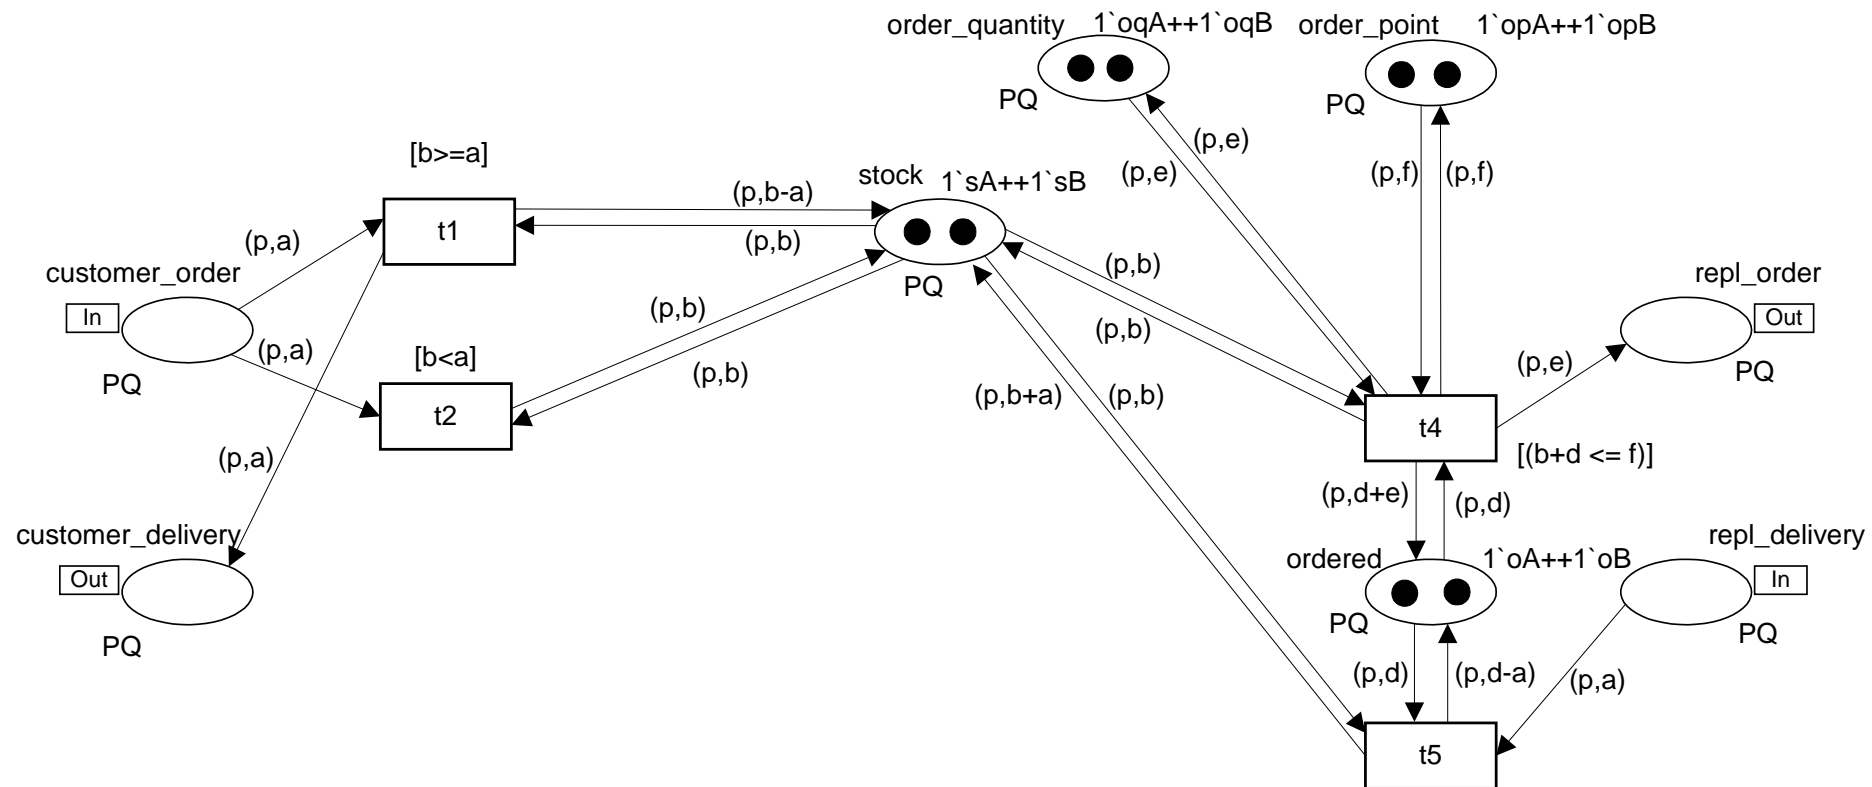 order_quantity 1`oqA++1`oqB order_point 1`opA++1`opB
PQ PQ
[b>=a] (p,e)
(p,e) (p,f) (p,f)
stock 1`sA++1`sB
(p,b-a)
t1
(p,a) (p,b)
customer_order (p,b) repl_order
PQ
In (p,b) (p,b) Out
(p,a) [b<a] (p,e)
PQ (p,b) PQ
(p,b+a) (p,b)
t2 t4
(p,a) [(b+d <= f)]
(p,d+e) (p,d)
customer_delivery repl_delivery
ordered 1`oA++1`oB
Out In
PQ PQ
PQ
(p,d) (p,d-a) (p,a)
t5